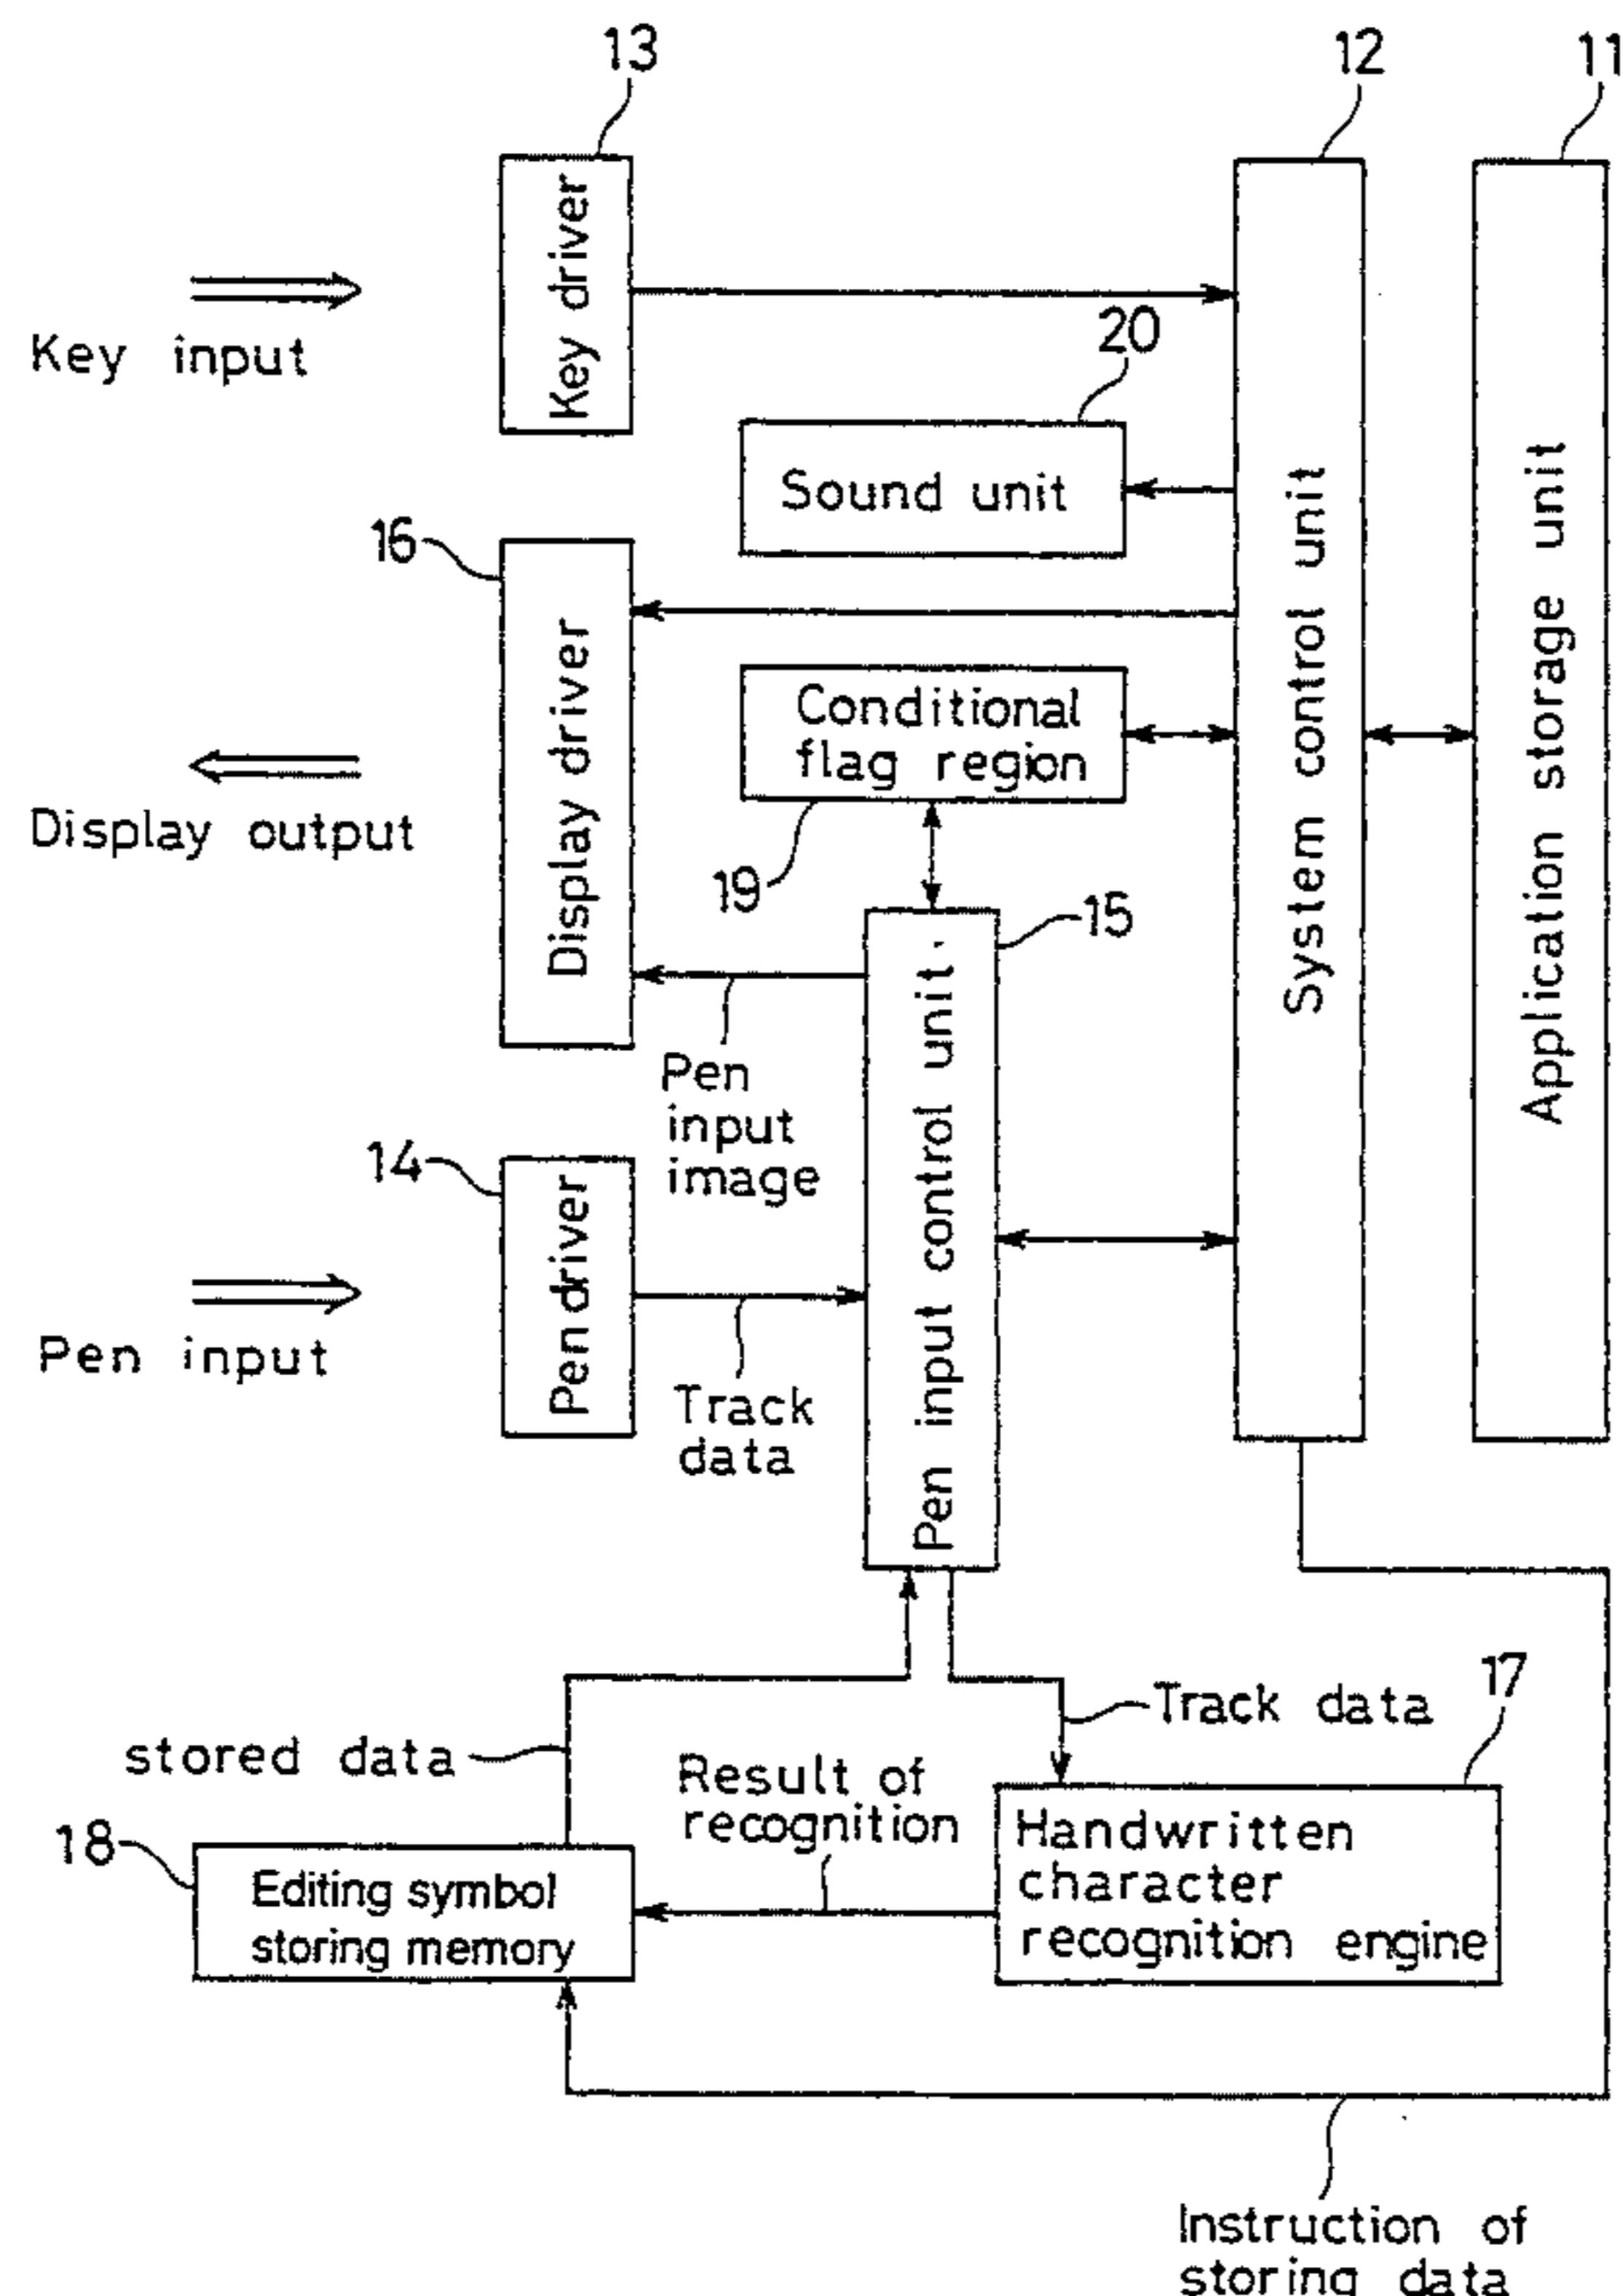 13
12
11
Key driver
Key input
20
Sound unit
System control unit
Application storage unit
16
Display driver
Conditional
flag region
Display output
19
15
Pen
input
image
Pen input control unit
14
Pen driver
Pen input
Track
data
17
Track data
stored data
Result of
recognition
18
Editing symbol
storing memory
Handwritten
character
recognition engine
Instruction of
storing data